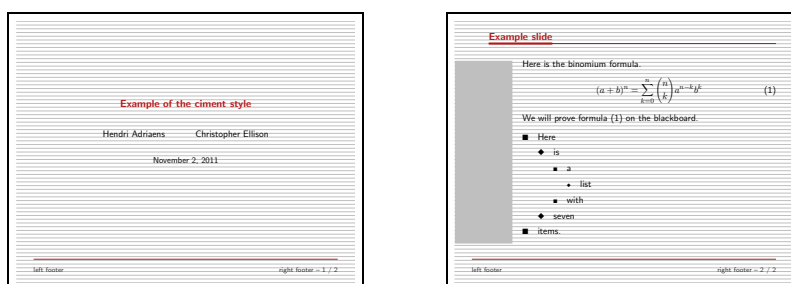 Example of the ciment style
Hendri Adriaens Christopher Ellison
November 2, 2011
left footer right footer – 1 / 2
Example slide
Here is the binomium formula.
(a + b)^n = \sum_{k=0}^{n} \binom{n}{k} a^{n−k} b^k (1)
We will prove formula (1) on the blackboard.
■ Here
◆ is
■ a
◆ list
■ with
◆ seven
■ items.
left footer right footer – 2 / 2